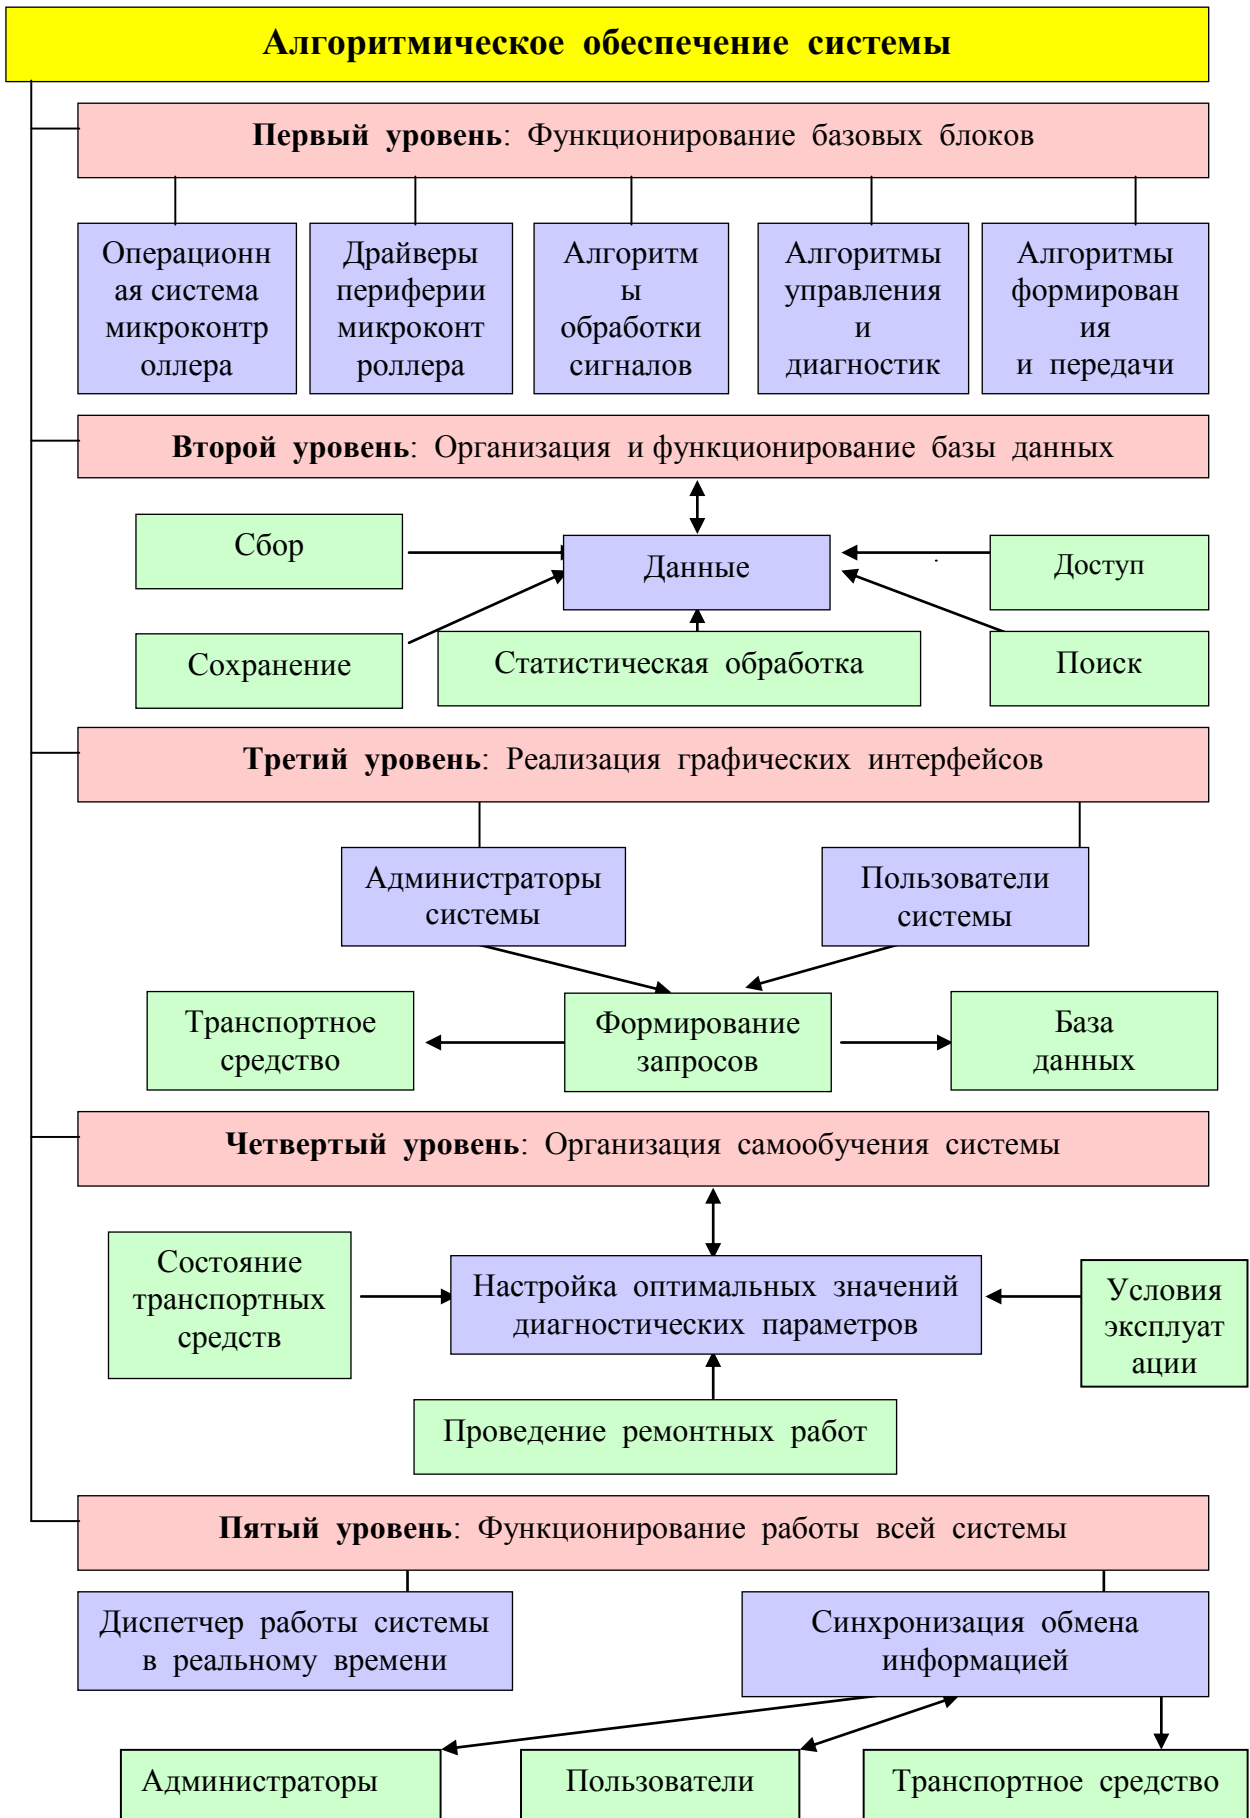 Алгоритмическое обеспечение системы
Первый уровень: Функционирование базовых блоков
Операционн
ая система
микроконтр
оллера
Драйверы
периферии
микроконт
роллера
Алгоритм
ы
обработки
сигналов
Алгоритмы
управления
и
диагностик
Алгоритмы
формирован
ия
и передачи
Второй уровень: Организация и функционирование базы данных
Сбор
Данные
Доступ
Сохранение
Статистическая обработка
Поиск
Третий уровень: Реализация графических интерфейсов
Администраторы
системы
Пользователи
системы
Транспортное
средство
Формирование
запросов
База
данных
Четвертый уровень: Организация самообучения системы
Состояние
транспортных
средств
Настройка оптимальных значений
диагностических параметров
Условия
эксплуат
ации
Проведение ремонтных работ
Пятый уровень: Функционирование работы всей системы
Диспетчер работы системы
в реальному времени
Синхронизация обмена
информацией
Администраторы
Пользователи
Транспортное средство